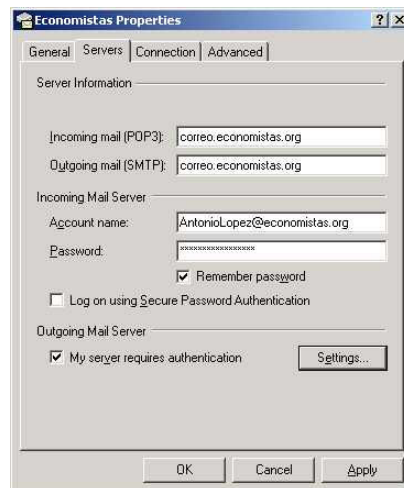 Economistas Properties
General Servers Connection Advanced
Server Information
Incoming mail (POP3): correo.economistas.org
Outgoing mail (SMTP): correo.economistas.org
Incoming Mail Server
Account name: AntonioLopez@economistas.org
Password: ****************
Remember password
Log on using Secure Password Authentication
Outgoing Mail Server
My server requires authentication Settings...
OK Cancel Apply